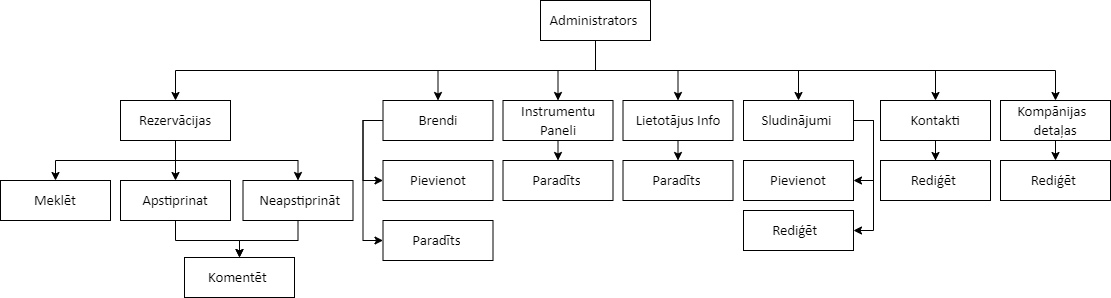 Administrators
Rezervācijas
Brendi
Instrumentu
Paneli
Lietotājus Info
Sludinājumi
Kontakti
Kompānijas
detaļas
Meklēt
Apstiprinat
Neapstiprināt
Pievienot
Paradīts
Paradīts
Pievienot
Rediģēt
Rediģēt
Paradīts
Rediģēt
Komentēt